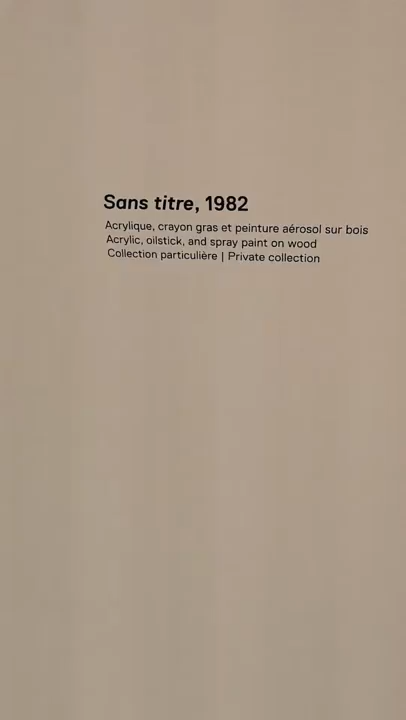 Sans titre, 1982
Acrylique, crayon gras et peinture aérosol sur bois
Acrylic, oilstick, and spray paint on wood
Collection particulière | Private collection